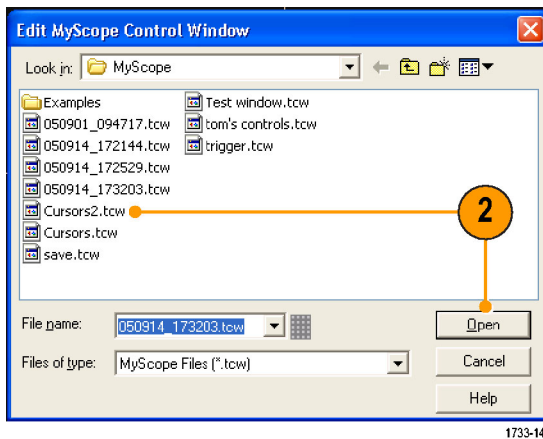 Edit MyScope Control Window
Look in: MyScope
Examples
050901_094717.tcw
050914_172144.tcw
050914_172529.tcw
050914_173203.tcw
Cursors2.tcw
Cursors.tcw
save.tcw
Test window.tcw
tom's controls.tcw
trigger.tcw
2
File name: 050914_173203.tcw Open
Files of type: MyScope Files (*.tcw) Cancel
Help
1733-14